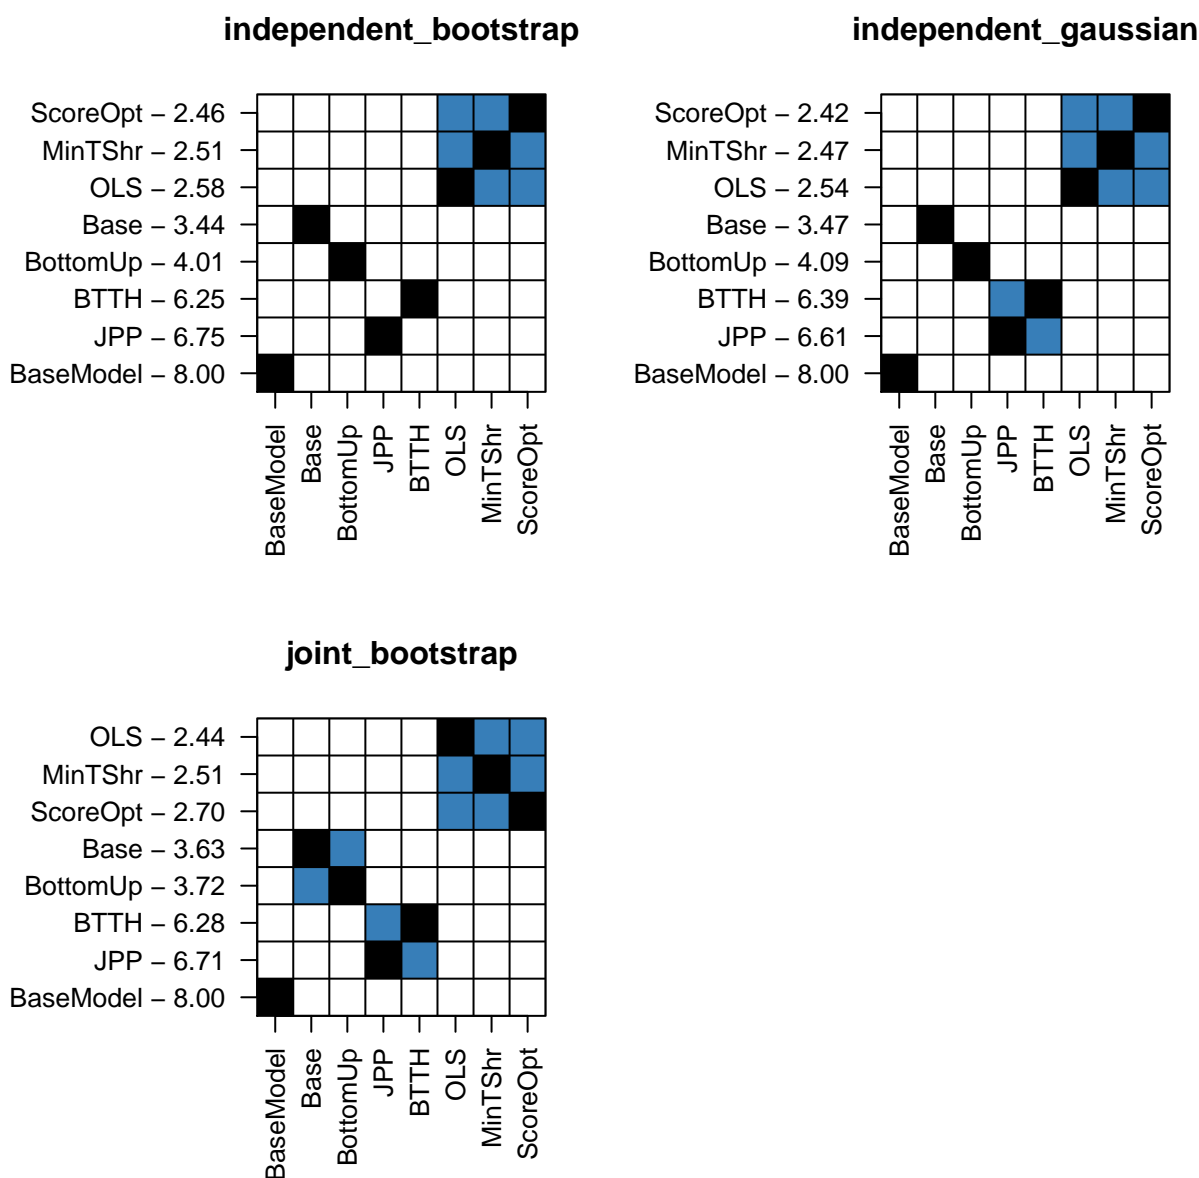 independent_bootstrap
ScoreOpt – 2.46
MinTShr – 2.51
OLS – 2.58
Base – 3.44
BottomUp – 4.01
BTTH – 6.25
JPP – 6.75
BaseModel – 8.00
BaseModel
Base
BottomUp
JPP
BTTH
OLS
MinTShr
ScoreOpt
independent_gaussian
ScoreOpt – 2.42
MinTShr – 2.47
OLS – 2.54
Base – 3.47
BottomUp – 4.09
BTTH – 6.39
JPP – 6.61
BaseModel – 8.00
BaseModel
Base
BottomUp
JPP
BTTH
OLS
MinTShr
ScoreOpt
joint_bootstrap
OLS – 2.44
MinTShr – 2.51
ScoreOpt – 2.70
Base – 3.63
BottomUp – 3.72
BTTH – 6.28
JPP – 6.71
BaseModel – 8.00
BaseModel
Base
BottomUp
JPP
BTTH
OLS
MinTShr
ScoreOpt